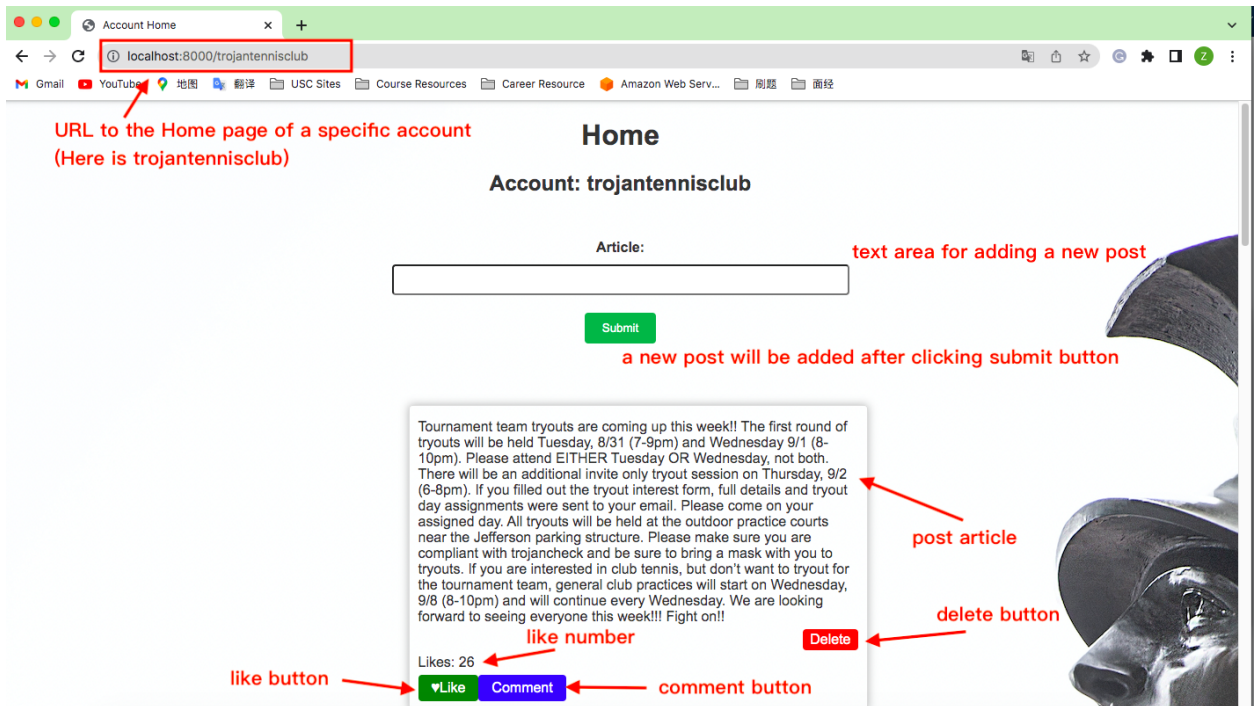 Account Home
localhost:8000/trojantennisclub
Z
Gmail YouTube 地图 翻译 USC Sites Course Resources Career Resource Amazon Web Serv... 刷题 面经
URL to the Home page of a specific account
(Here is trojantennisclub)
Home
Account: trojantennisclub
Article:
text area for adding a new post
Submit
a new post will be added after clicking submit button
Tournament team tryouts are coming up this week!! The first round of
tryouts will be held Tuesday, 8/31 (7-9pm) and Wednesday 9/1 (8-
10pm). Please attend EITHER Tuesday OR Wednesday, not both.
There will be an additional invite only tryout session on Thursday, 9/2
(6-8pm). If you filled out the tryout interest form, full details and tryout
day assignments were sent to your email. Please come on your
assigned day. All tryouts will be held at the outdoor practice courts
near the Jefferson parking structure. Please make sure you are
compliant with trojancheck and be sure to bring a mask with you to
tryouts. If you are interested in club tennis, but don't want to tryout for
the tournament team, general club practices will start on Wednesday,
9/8 (8-10pm) and will continue every Wednesday. We are looking
forward to seeing everyone this week!!! Fight on!!
post article
delete button
Delete
like number
Likes: 26
like button
♥Like Comment
comment button